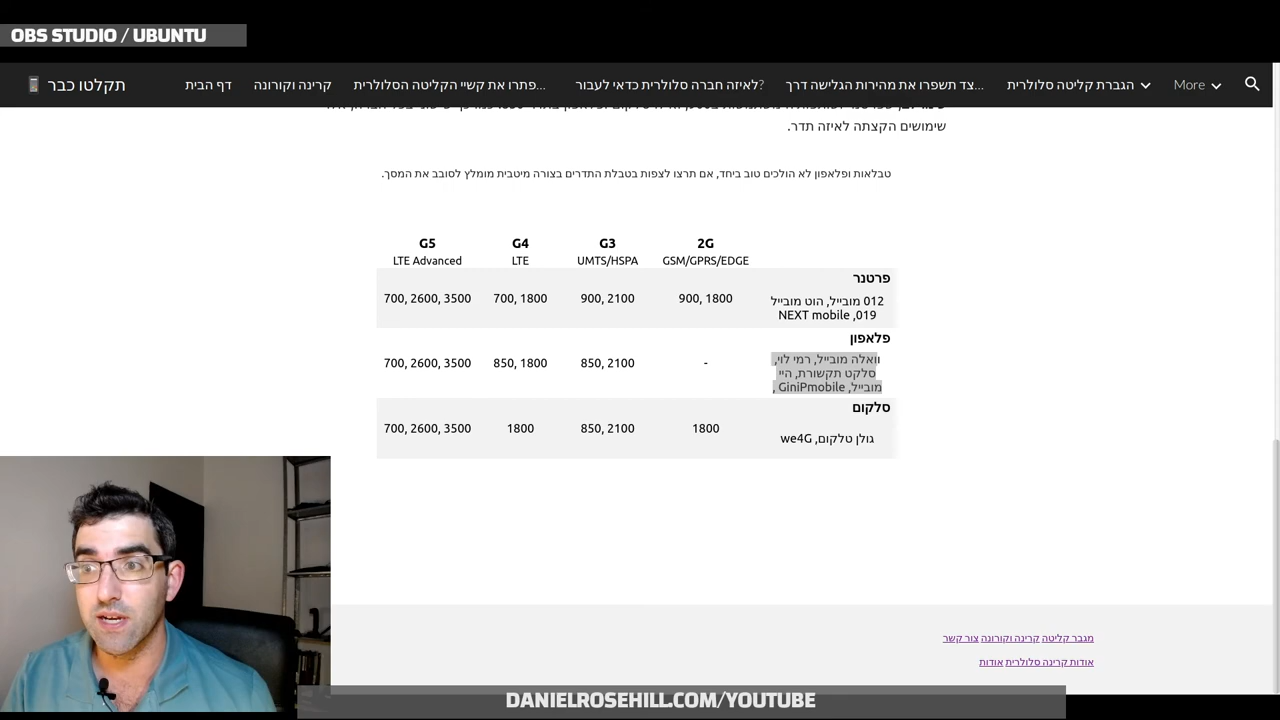 OBS STUDIO / UBUNTU
תקלטו כבר
דף הבית
קרינה וקורונה
פתרו את קשיי הקליטה הסלולרית...
לאיזה חברה סלולרית כדאי לעבור?
צד תשפרו את מהירות הגלישה דרך...
הגברת קליטה סלולרית
More
שימושים הקצתה לאיזה תדר.
טבלאות ופלאפון לא הולכים טוב ביחד, אם תרצו לצפות בטבלת התדרים בצורה מיטבית מומלץ לסובב את המסך.
G5 G4 G3 2G
LTE Advanced LTE UMTS/HSPA GSM/GPRS/EDGE
פרטנר
700, 2600, 3500 700, 1800 900, 2100 900, 1800
012 מובייל, הוט מובייל
019, NEXT mobile
פלאפון
700, 2600, 3500 850, 1800 850, 2100 -
וואלה מובייל, רמי לוי,
סלקט תקשורת, היי
מובייל, GiniPmobile ,
סלקום
700, 2600, 3500 1800 850, 2100 1800
גולן טלקום, we4G
מגבר קליטה קרינה וקורונה צור קשר
אודות קרינה סלולרית אודות
DANIELROSEHILL.COM/YOUTUBE